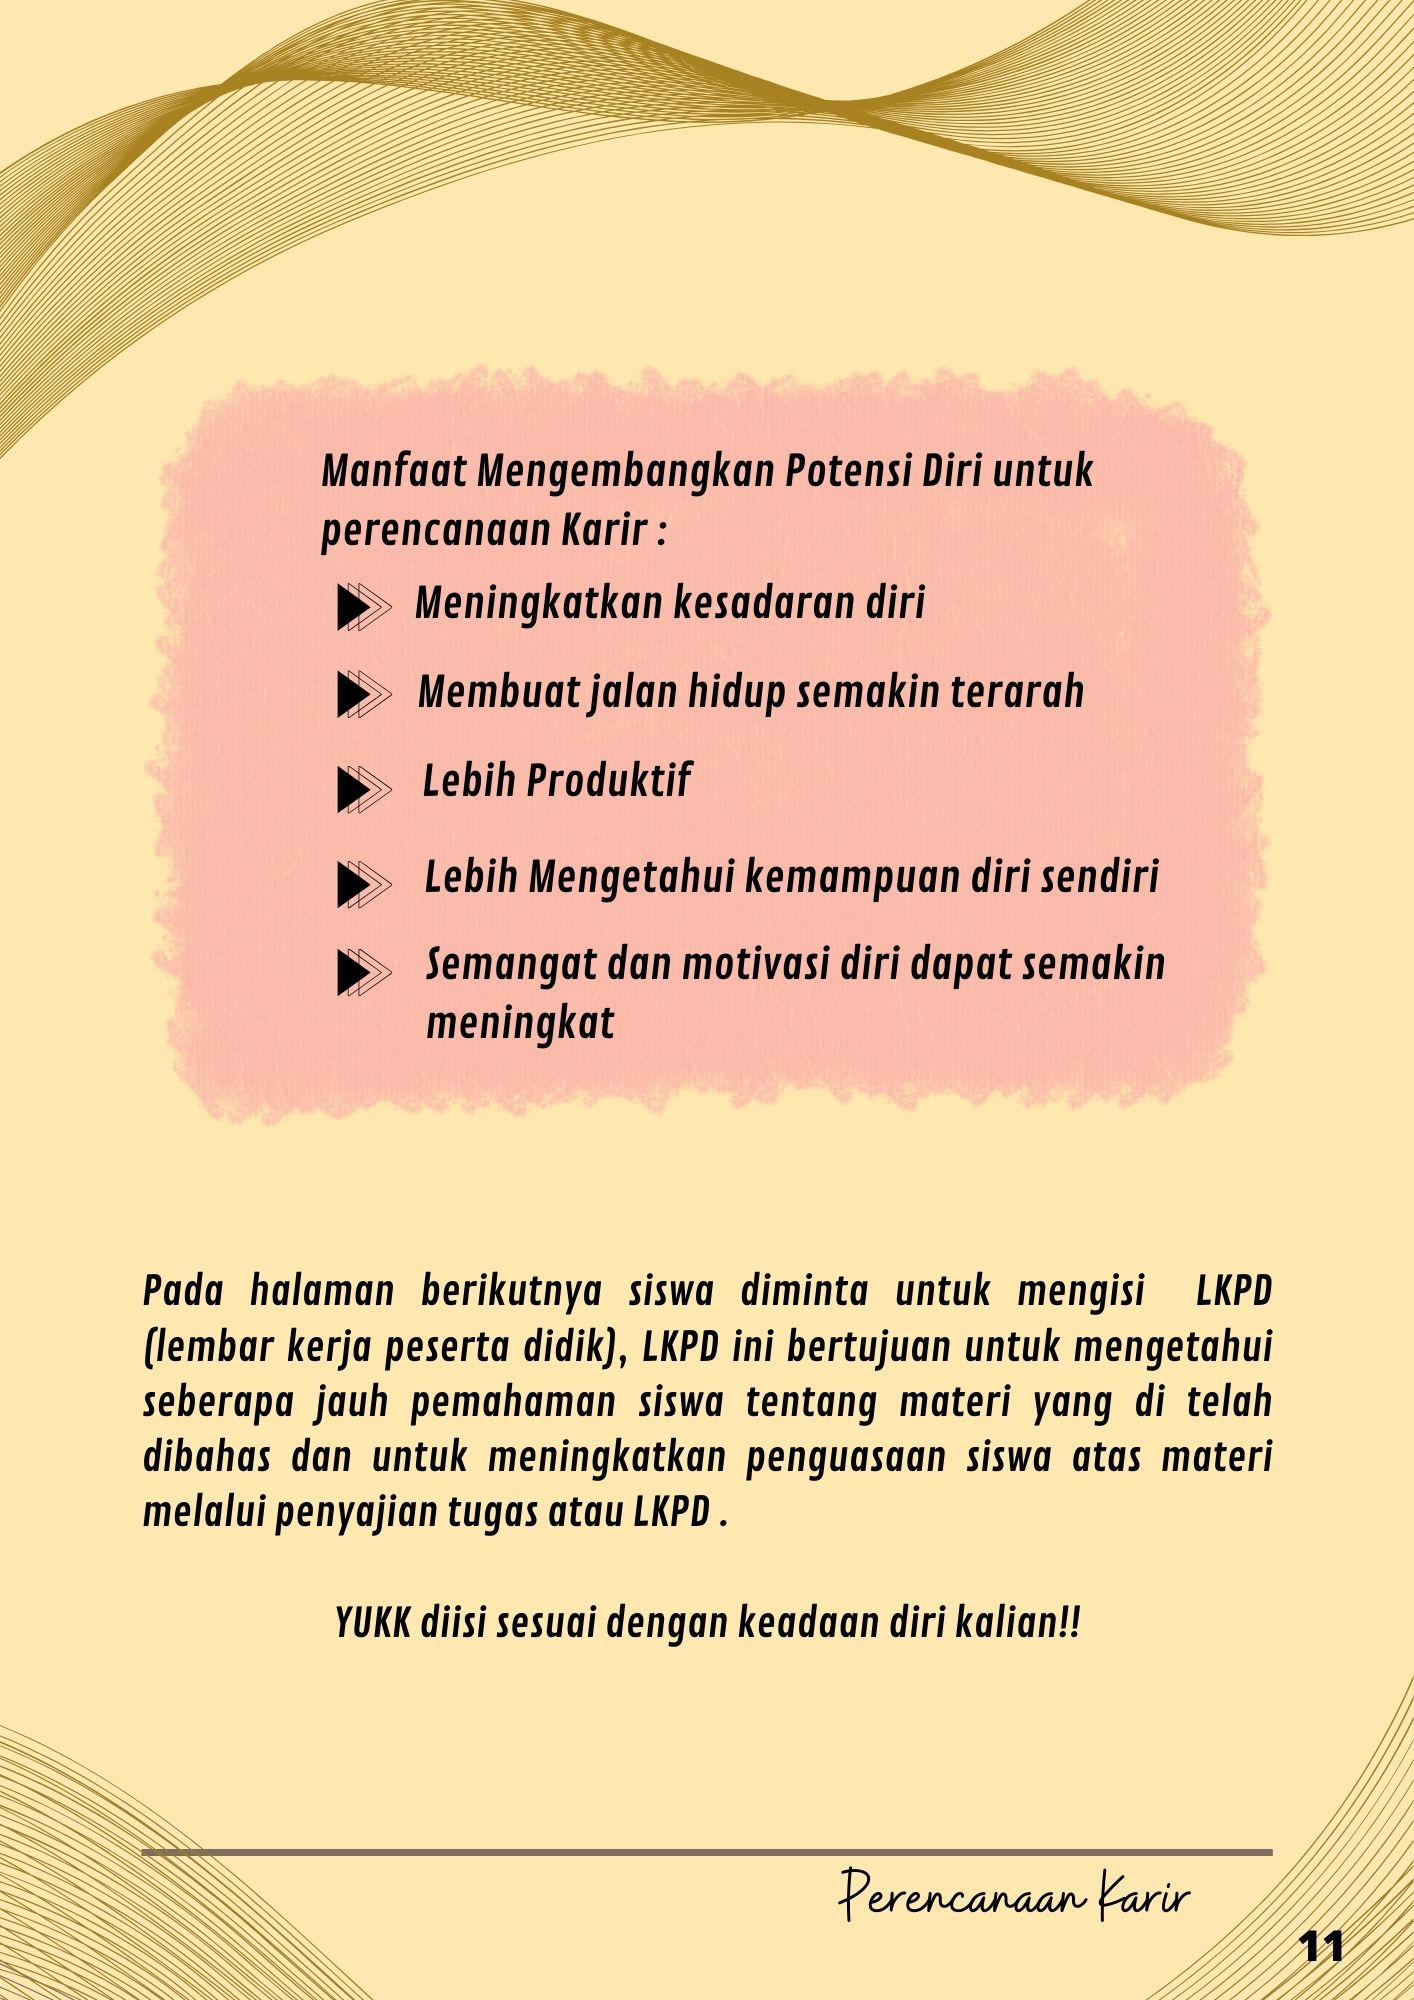 Manfaat Mengembangkan Potensi Diri untuk
perencanaan Karir :
Meningkatkan kesadaran diri
Membuat jalan hidup semakin terarah
Lebih Produktif
Lebih Mengetahui kemampuan diri sendiri
Semangat dan motivasi diri dapat semakin
meningkat
Pada halaman berikutnya siswa diminta untuk mengisi LKPD
(lembar kerja peserta didik), LKPD ini bertujuan untuk mengetahui
seberapa jauh pemahaman siswa tentang materi yang di telah
dibahas dan untuk meningkatkan penguasaan siswa atas materi
melalui penyajian tugas atau LKPD .
YUKK diisi sesuai dengan keadaan diri kalian!!
Perencanaan Karir
11